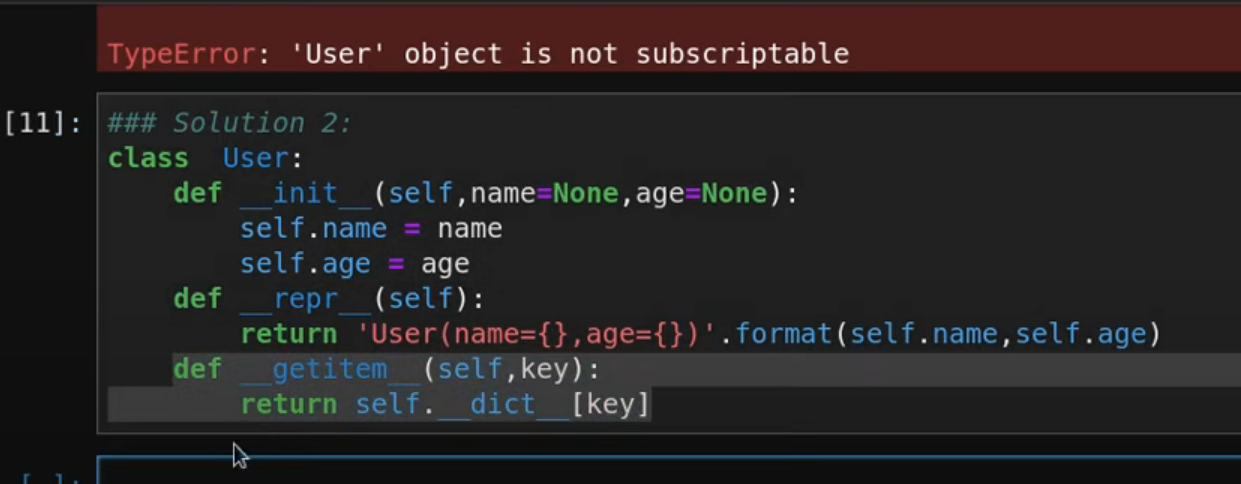 TypeError: 'User' object is not subscriptable
[11]: ### Solution 2:
class  User:
    def __init__(self,name=None,age=None):
        self.name = name
        self.age = age
    def __repr__(self):
        return 'User(name={},age={})'.format(self.name,self.age)
    def __getitem__(self,key):
        return self.__dict__[key]
[ ]: